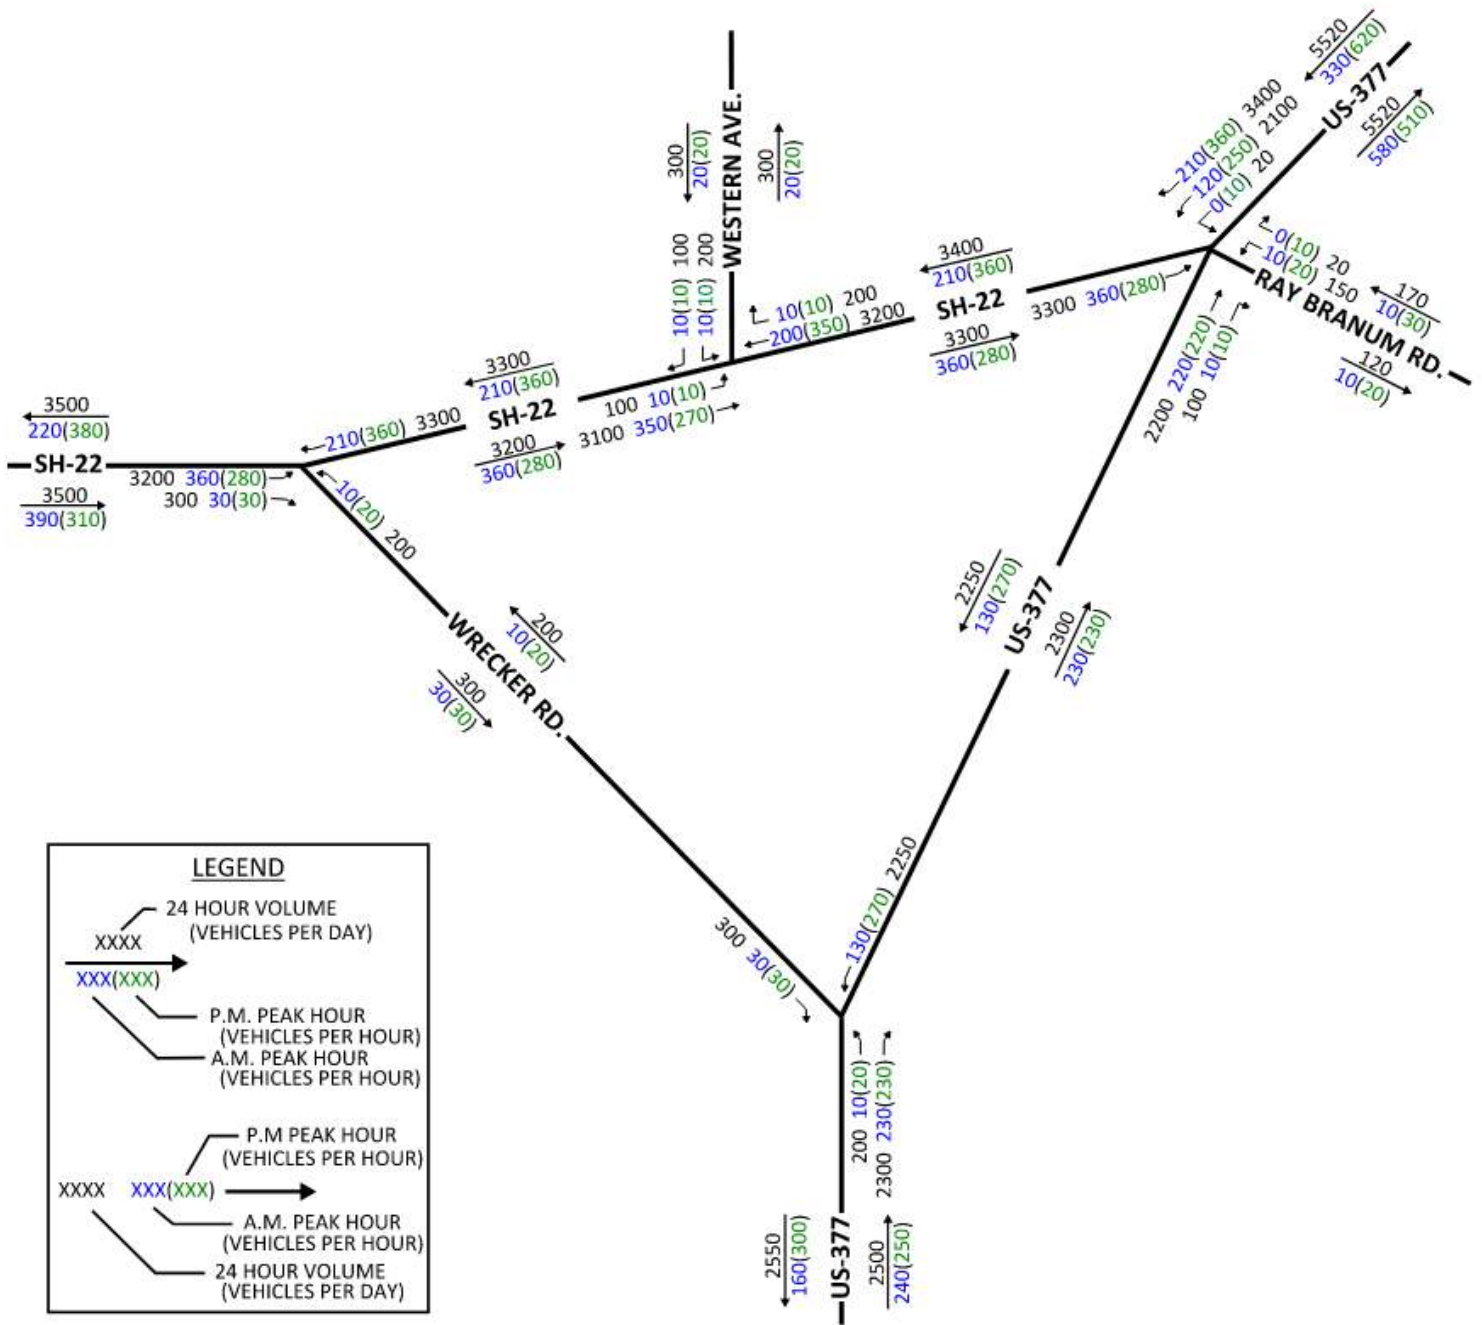 5520
330(620)
US-377
5520
580(510)
210(360) 3400
120(250) 2100
0(10) 20
WESTERN AVE.
300
20(20)
300
20(20)
10(10) 100
10(10) 200
3400
210(360)
SH-22
3300
360(280)
3300 360(280)
0(10) 20
10(20) 150
RAY BRANUM RD.
170
10(30)
120
10(20)
10(10) 200
200(350) 3200
2200 220(220)
100 10(10)
3300
210(360)
SH-22
3200
360(280)
100 10(10)
3100 350(270)
3500
220(380)
SH-22
3500
390(310)
210(360) 3300
3200 360(280)
300 30(30)
10(20) 200
WRECKER RD.
200
10(20)
300
30(30)
2250
130(270)
US-377
2300
230(230)
300 30(30)
130(270) 2250
200 10(20)
2300 230(230)
2550
160(300)
US-377
2500
240(250)
LEGEND
24 HOUR VOLUME
(VEHICLES PER DAY)
XXXX
XXX(XXX)
P.M. PEAK HOUR
(VEHICLES PER HOUR)
A.M. PEAK HOUR
(VEHICLES PER HOUR)
P.M PEAK HOUR
(VEHICLES PER HOUR)
XXXX XXX(XXX)
A.M. PEAK HOUR
(VEHICLES PER HOUR)
24 HOUR VOLUME
(VEHICLES PER DAY)